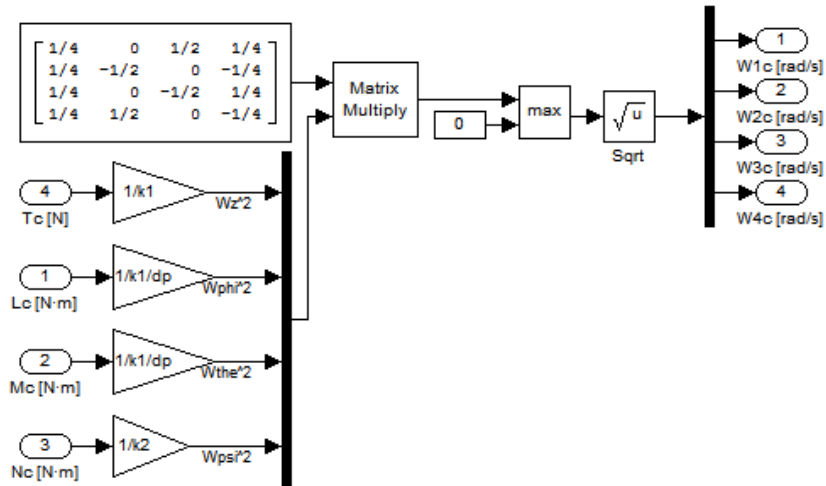 1/4 0 1/2 1/4
1/4 -1/2 0 -1/4
1/4 0 -1/2 1/4
1/4 1/2 0 -1/4
Matrix
Multiply
0
max
√u
Sqrt
1
W1c [rad/s]
2
W2c [rad/s]
3
W3c [rad/s]
4
W4c [rad/s]
4
Tc [N]
1/k1
Wz^2
1
Lc [N·m]
1/k1/dp
Wphi^2
2
Mc [N·m]
1/k1/dp
Wthe^2
3
Nc [N·m]
1/k2
Wpsi^2